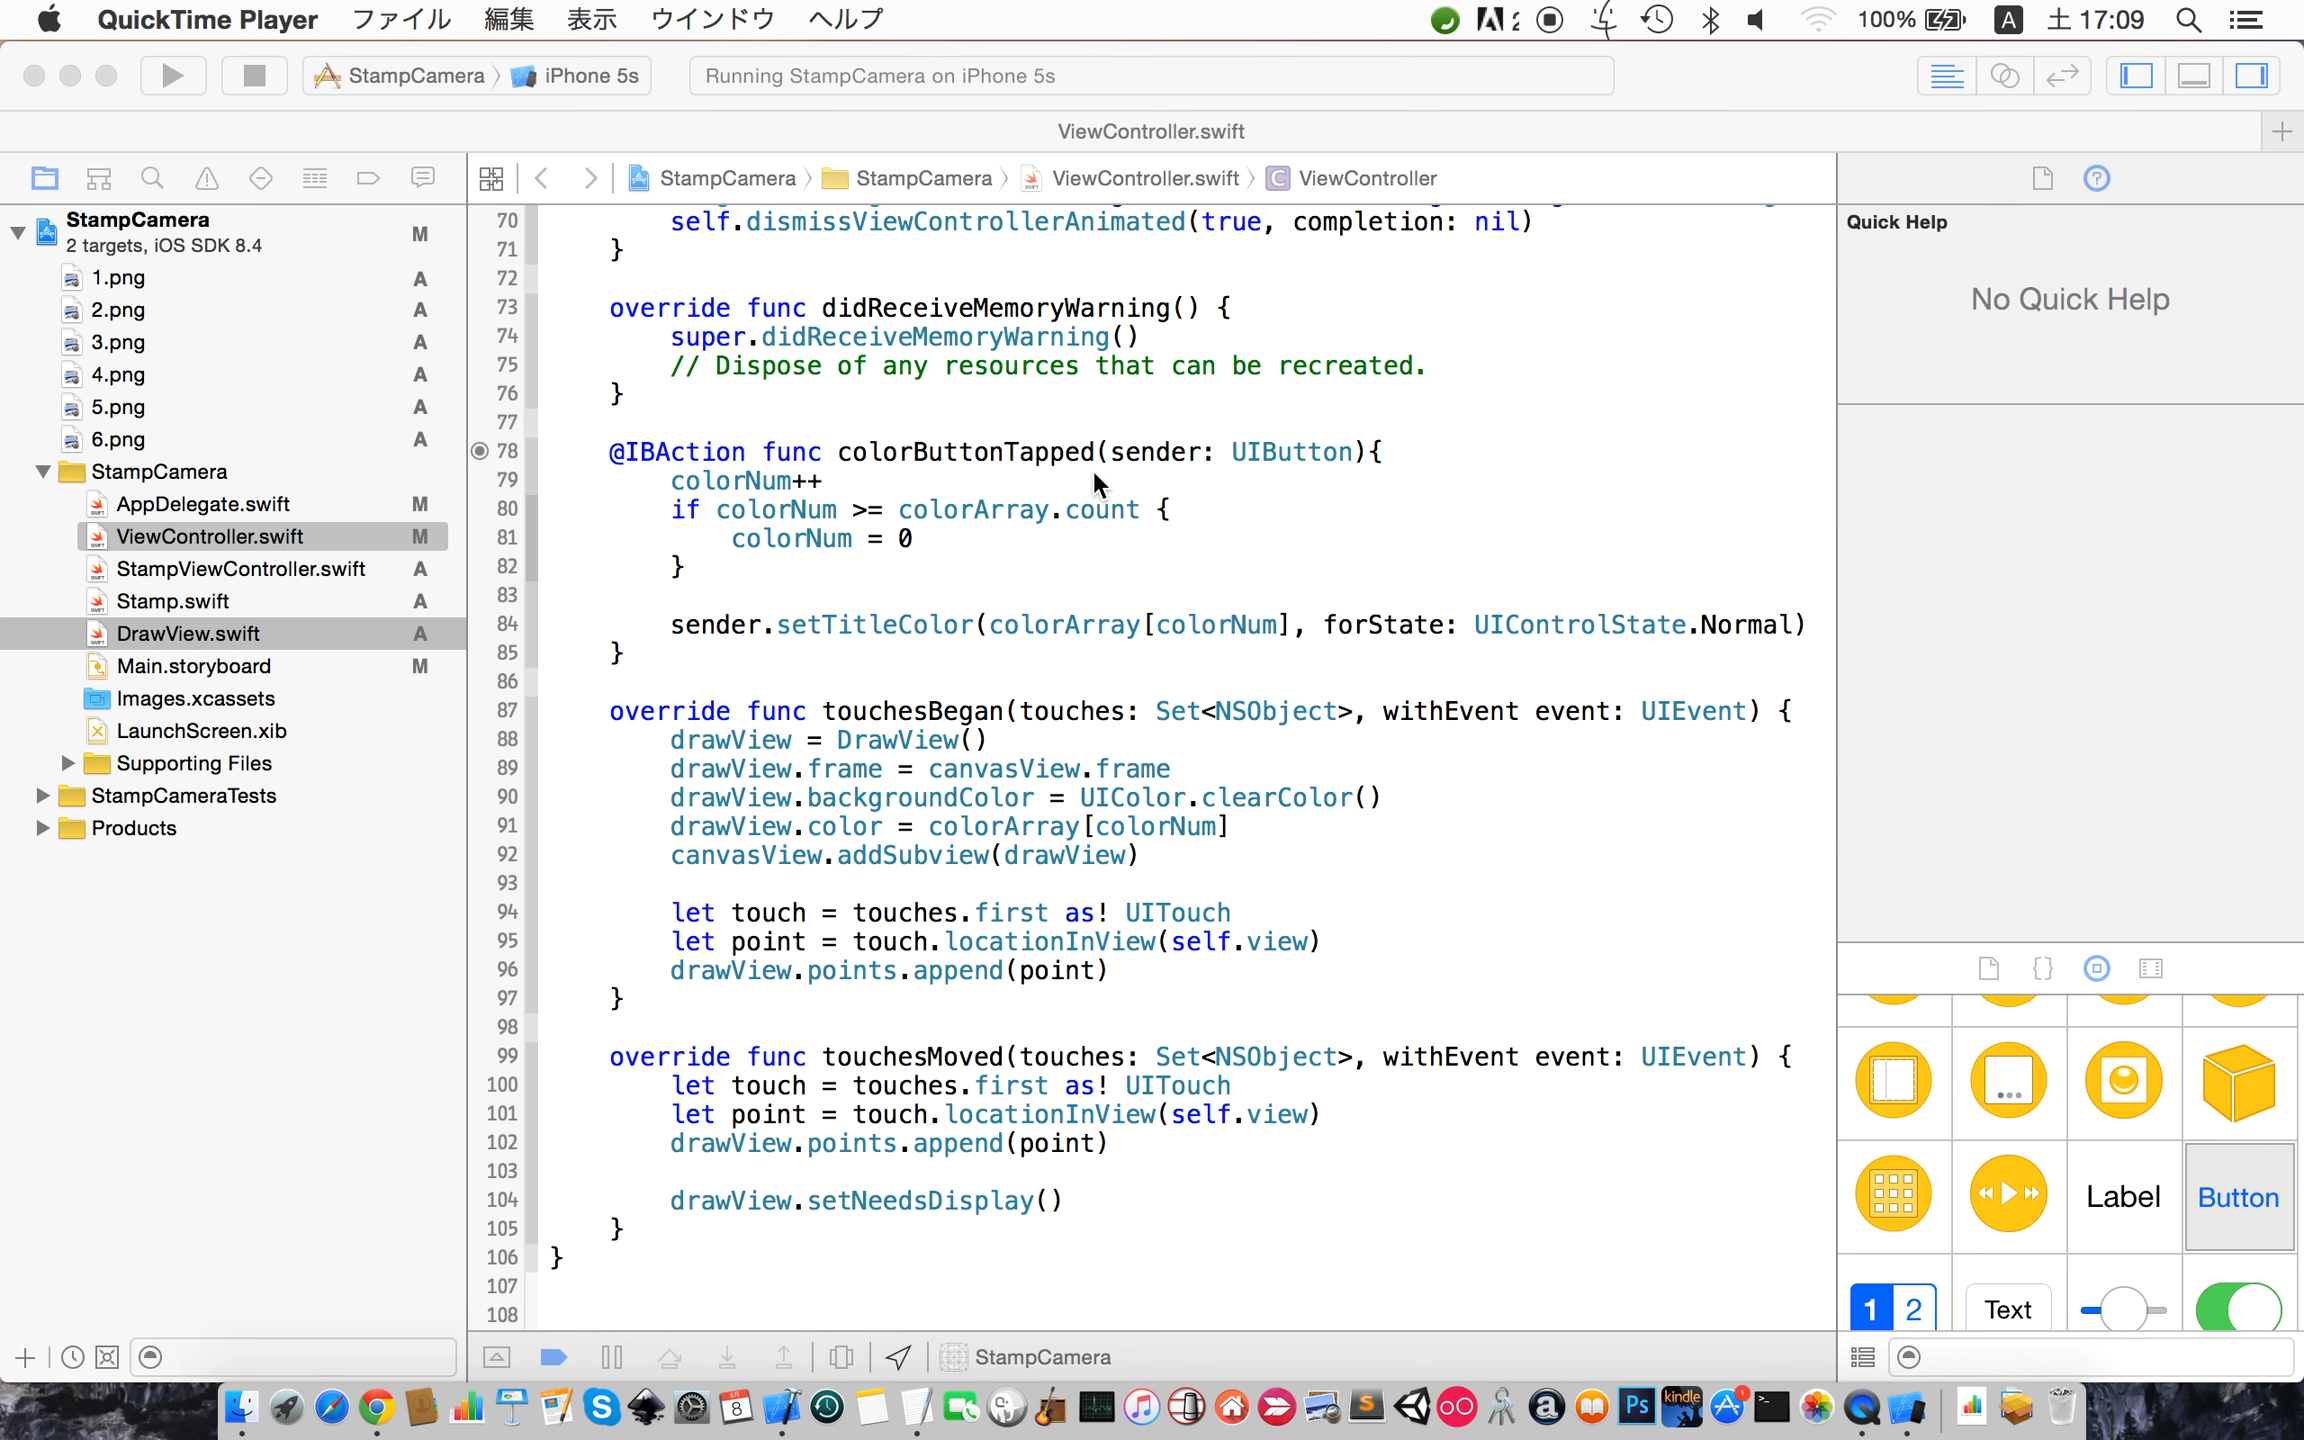 QuickTime Player ファイル 編集 表示 ウインドウ ヘルプ 2 100% A 土 17:09
StampCamera iPhone 5s Running StampCamera on iPhone 5s
ViewController.swift
StampCamera StampCamera ViewController.swift C ViewController
StampCamera
2 targets, iOS SDK 8.4 M
1.png A
2.png A
3.png A
4.png A
5.png A
6.png A
StampCamera
AppDelegate.swift M
ViewController.swift M
StampViewController.swift A
Stamp.swift A
DrawView.swift A
Main.storyboard M
Images.xcassets
LaunchScreen.xib
Supporting Files
StampCameraTests
Products
70 self.dismissViewControllerAnimated(true, completion: nil)
71 }
72
73 override func didReceiveMemoryWarning() {
74 super.didReceiveMemoryWarning()
75 // Dispose of any resources that can be recreated.
76 }
77
78 @IBAction func colorButtonTapped(sender: UIButton){
79 colorNum++
80 if colorNum >= colorArray.count {
81 colorNum = 0
82 }
83
84 sender.setTitleColor(colorArray[colorNum], forState: UIControlState.Normal)
85 }
86
87 override func touchesBegan(touches: Set<NSObject>, withEvent event: UIEvent) {
88 drawView = DrawView()
89 drawView.frame = canvasView.frame
90 drawView.backgroundColor = UIColor.clearColor()
91 drawView.color = colorArray[colorNum]
92 canvasView.addSubview(drawView)
93
94 let touch = touches.first as! UITouch
95 let point = touch.locationInView(self.view)
96 drawView.points.append(point)
97 }
98
99 override func touchesMoved(touches: Set<NSObject>, withEvent event: UIEvent) {
100 let touch = touches.first as! UITouch
101 let point = touch.locationInView(self.view)
102 drawView.points.append(point)
103
104 drawView.setNeedsDisplay()
105 }
106 }
107
108
StampCamera
Quick Help
No Quick Help
Label Button
1 2 Text
8 Ps kindle 1